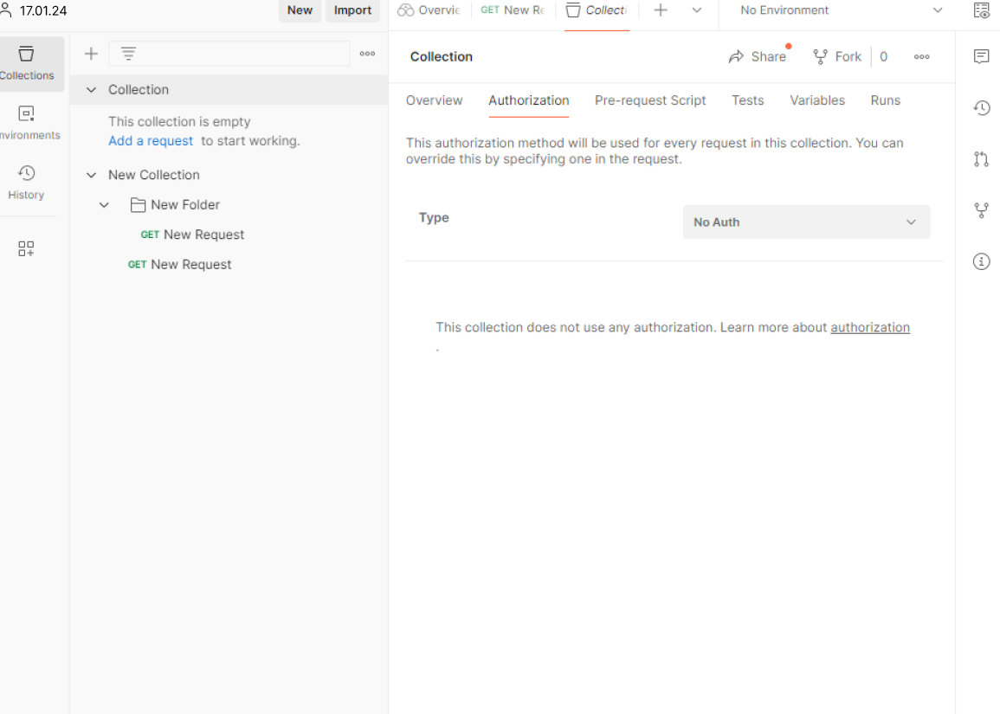 17.01.24
New Import
Overvie
GET New Re
Collecti
No Environment
Collections
nvironments
History
Collection
This collection is empty
Add a request to start working.
New Collection
New Folder
GET New Request
GET New Request
Collection
Share
Fork 0
Overview Authorization Pre-request Script Tests Variables Runs
This authorization method will be used for every request in this collection. You can
override this by specifying one in the request.
Type
No Auth
This collection does not use any authorization. Learn more about authorization
.